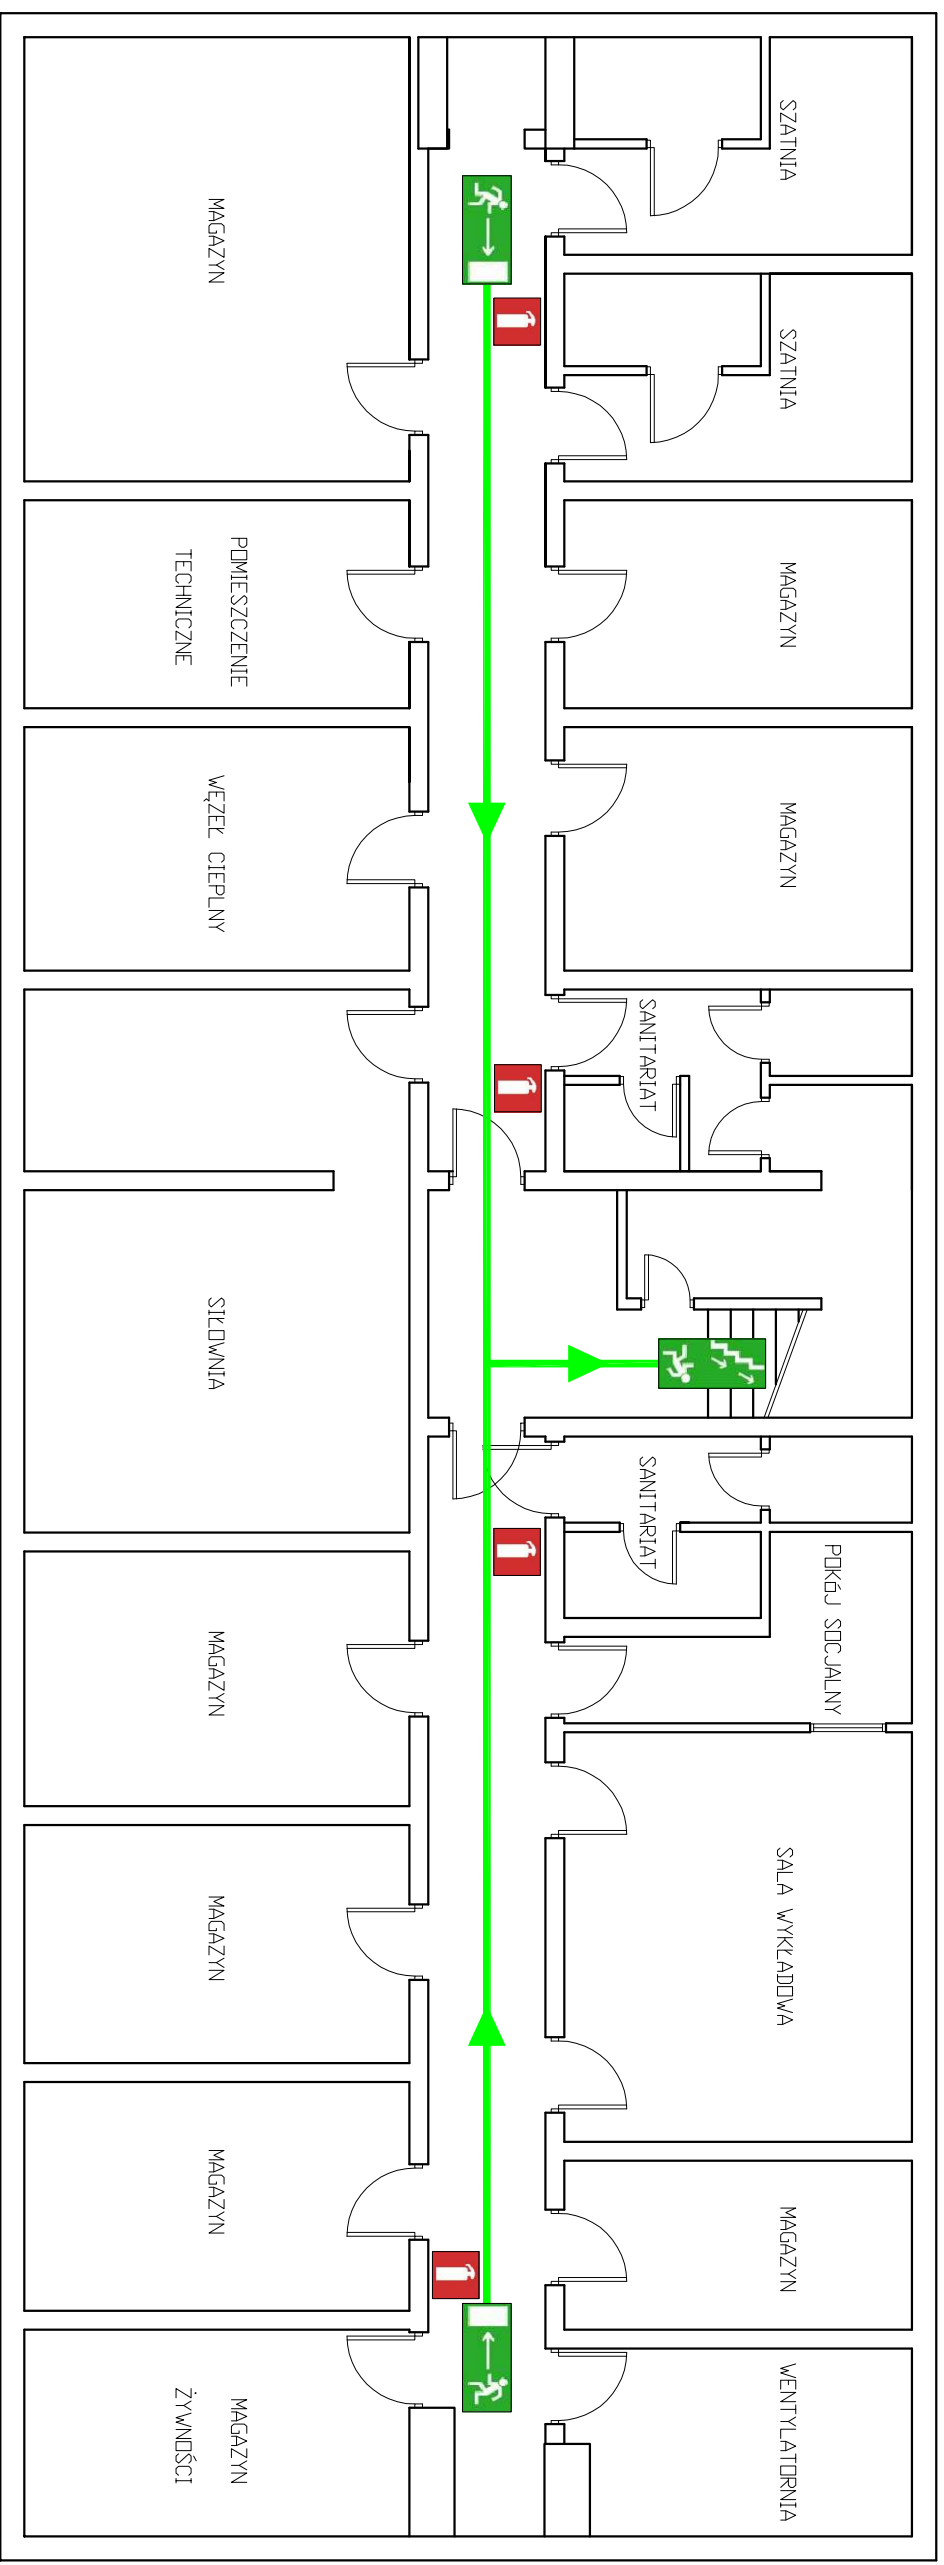 SZATNIA
SZATNIA
MAGAZYN
MAGAZYN
SANITARIAT
SANITARIAT
POKÓJ SOCJALNY
SALA WYKŁADOWA
MAGAZYN
WENTYLATORNIA
MAGAZYN
POMIESZCZENIE
TECHNICZNE
WĘZEŁ CIEPLNY
SIŁOWNIA
MAGAZYN
MAGAZYN
MAGAZYN
MAGAZYN
ŻYWNOŚCI